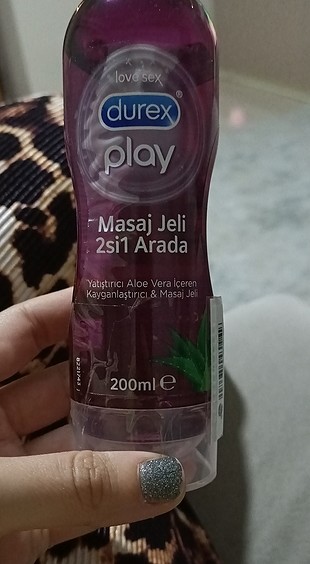 love sex
durex®
play
Masaj Jeli
2si1 Arada
Yatıştırıcı Aloe Vera İçeren
Kayganlaştırıcı & Masaj Jeli
200ml ℮